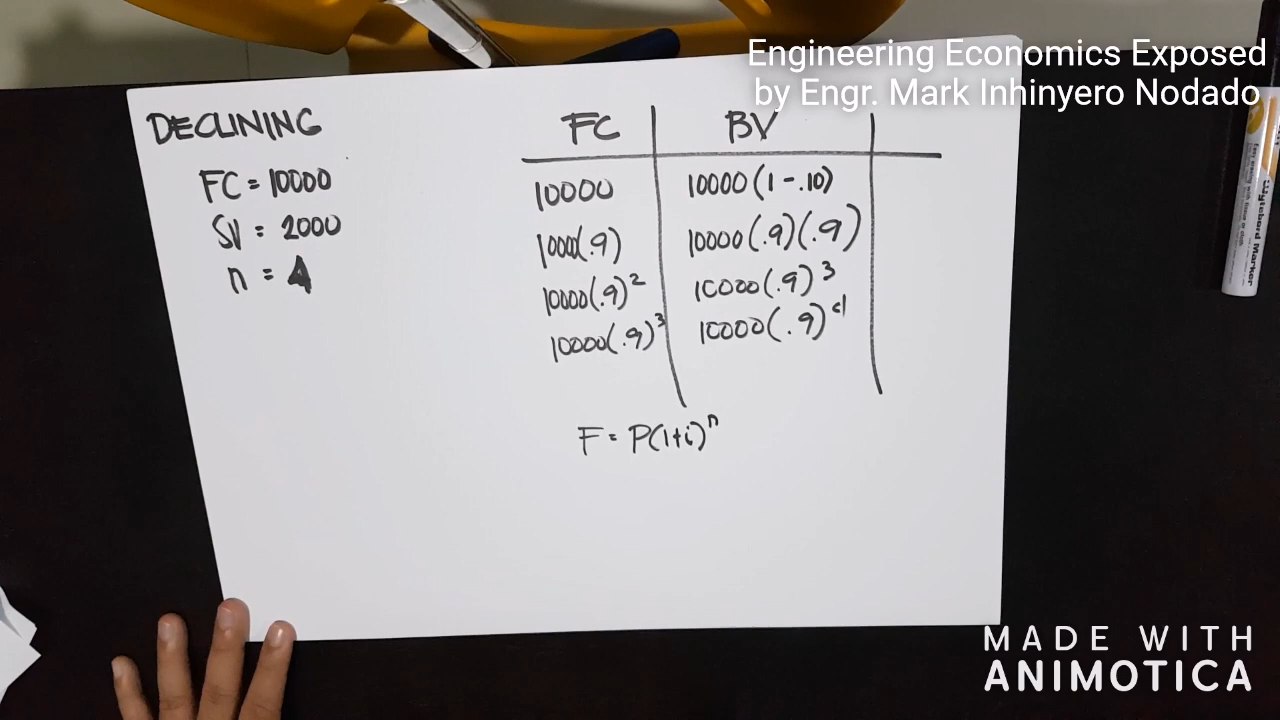 Engineering Economics Exposed
by Engr. Mark Inhinyero Nodado
DECLINING
FC = 10000
SV = 2000
n = 4
FC BV
10000 10000(1-.10)
1000(.9) 10000(.9)(.9)
10000(.9)² 10000(.9)³
10000(.9)³ 10000(.9)⁴
F = P(1+i)ⁿ
Whiteboard Marker
MADE WITH
ANIMOTICA